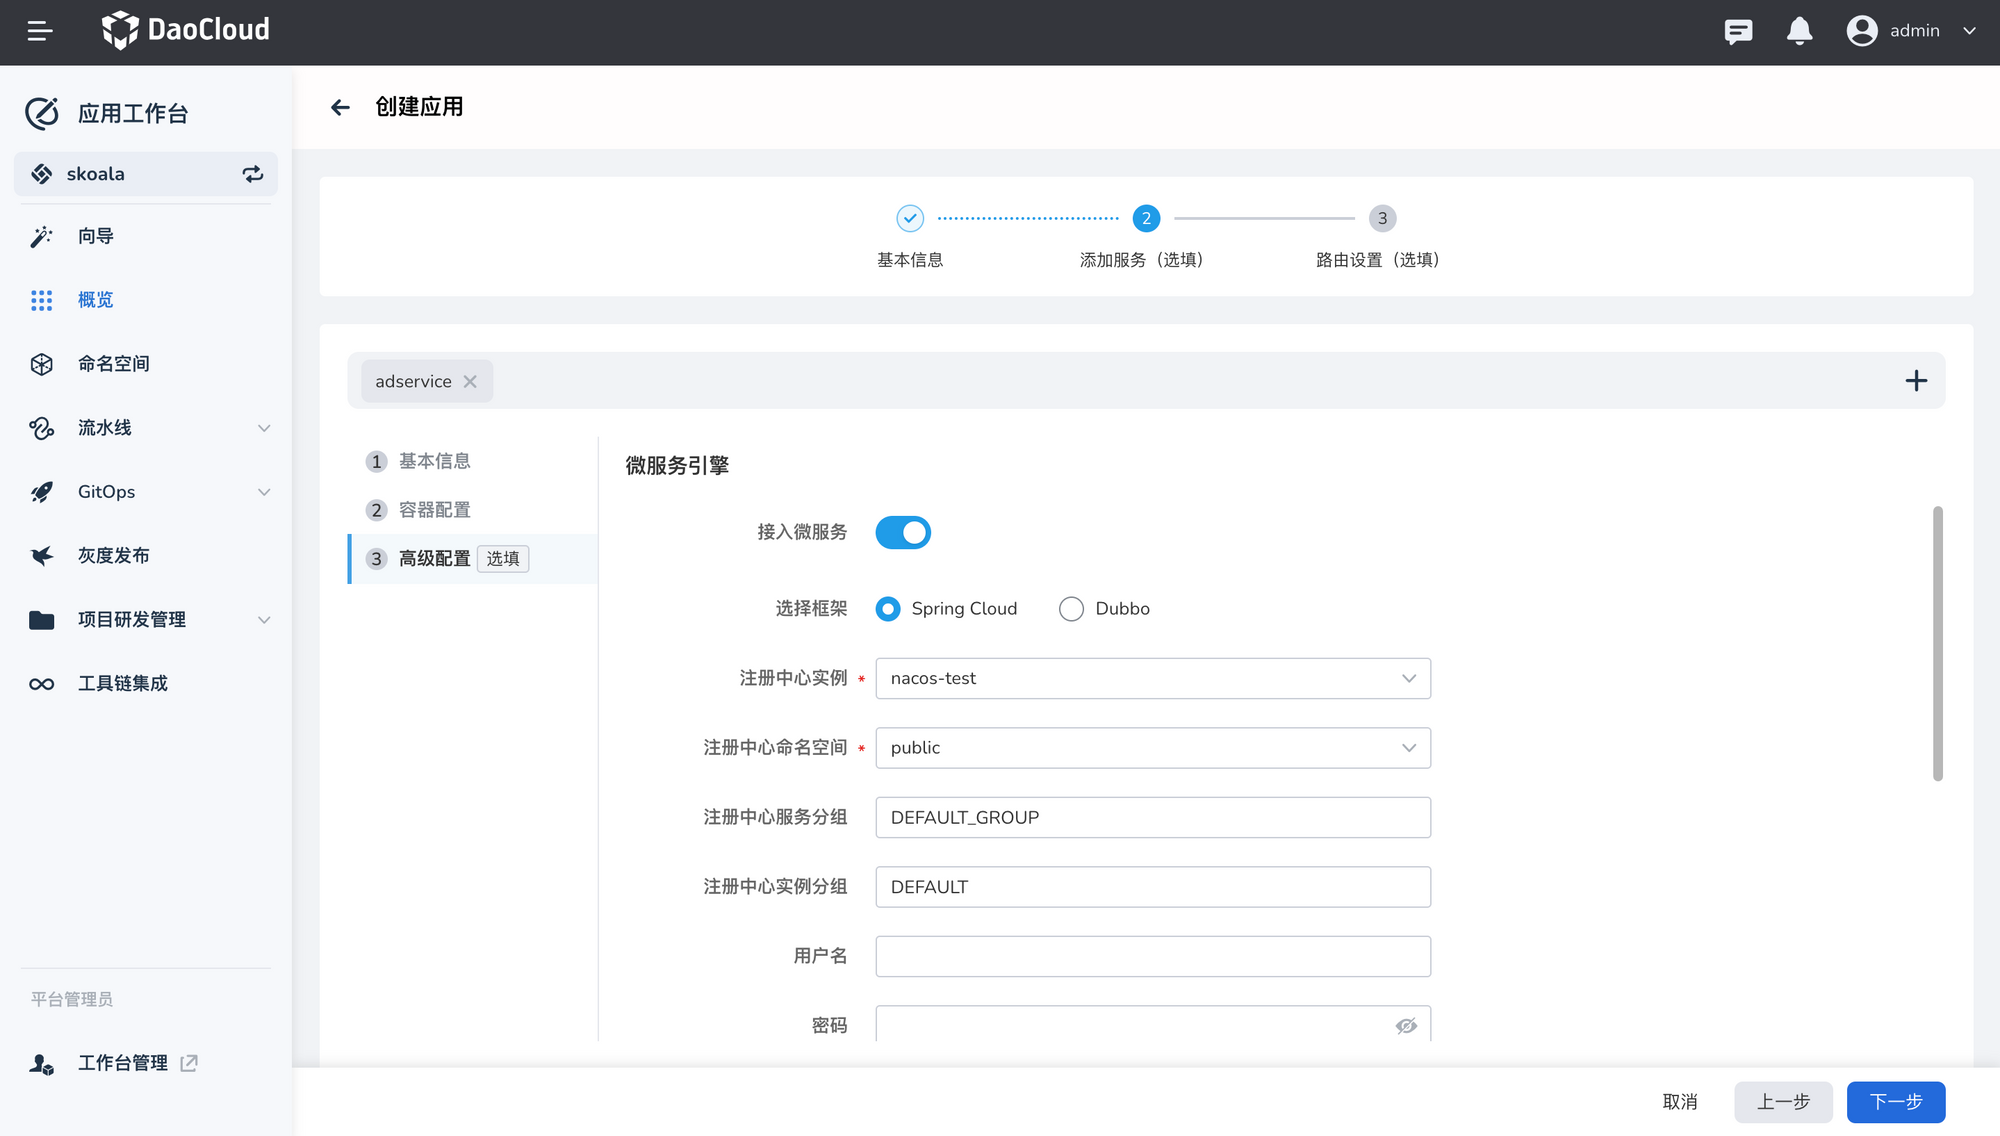 DaoCloud
admin
应用工作台
skoala
向导
概览
命名空间
流水线
GitOps
灰度发布
项目研发管理
工具链集成
平台管理员
工作台管理
创建应用
2
3
基本信息
添加服务（选填）
路由设置（选填）
adservice
1 基本信息
2 容器配置
3 高级配置 选填
微服务引擎
接入微服务
选择框架 Spring Cloud Dubbo
注册中心实例 * nacos-test
注册中心命名空间 * public
注册中心服务分组 DEFAULT_GROUP
注册中心实例分组 DEFAULT
用户名
密码
取消 上一步 下一步